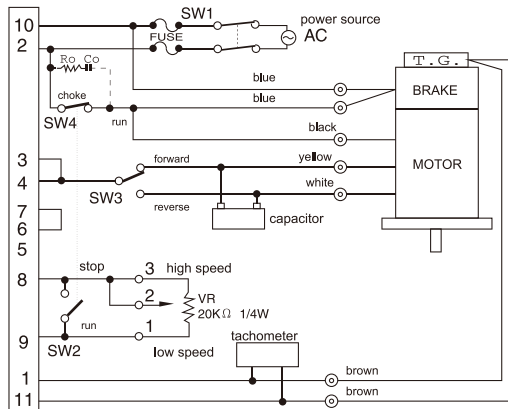 10
SW1
power source
2
FUSE
AC
Ro Co
T.G.
blue
BRAKE
choke
blue
SW4
run
black
3
forward
yellow
MOTOR
4
SW3
white
7
reverse
6
capacitor
5
stop
3
high speed
8
2
VR
20KΩ 1/4W
run
1
tachometer
9
SW2
low speed
1
brown
brown
11